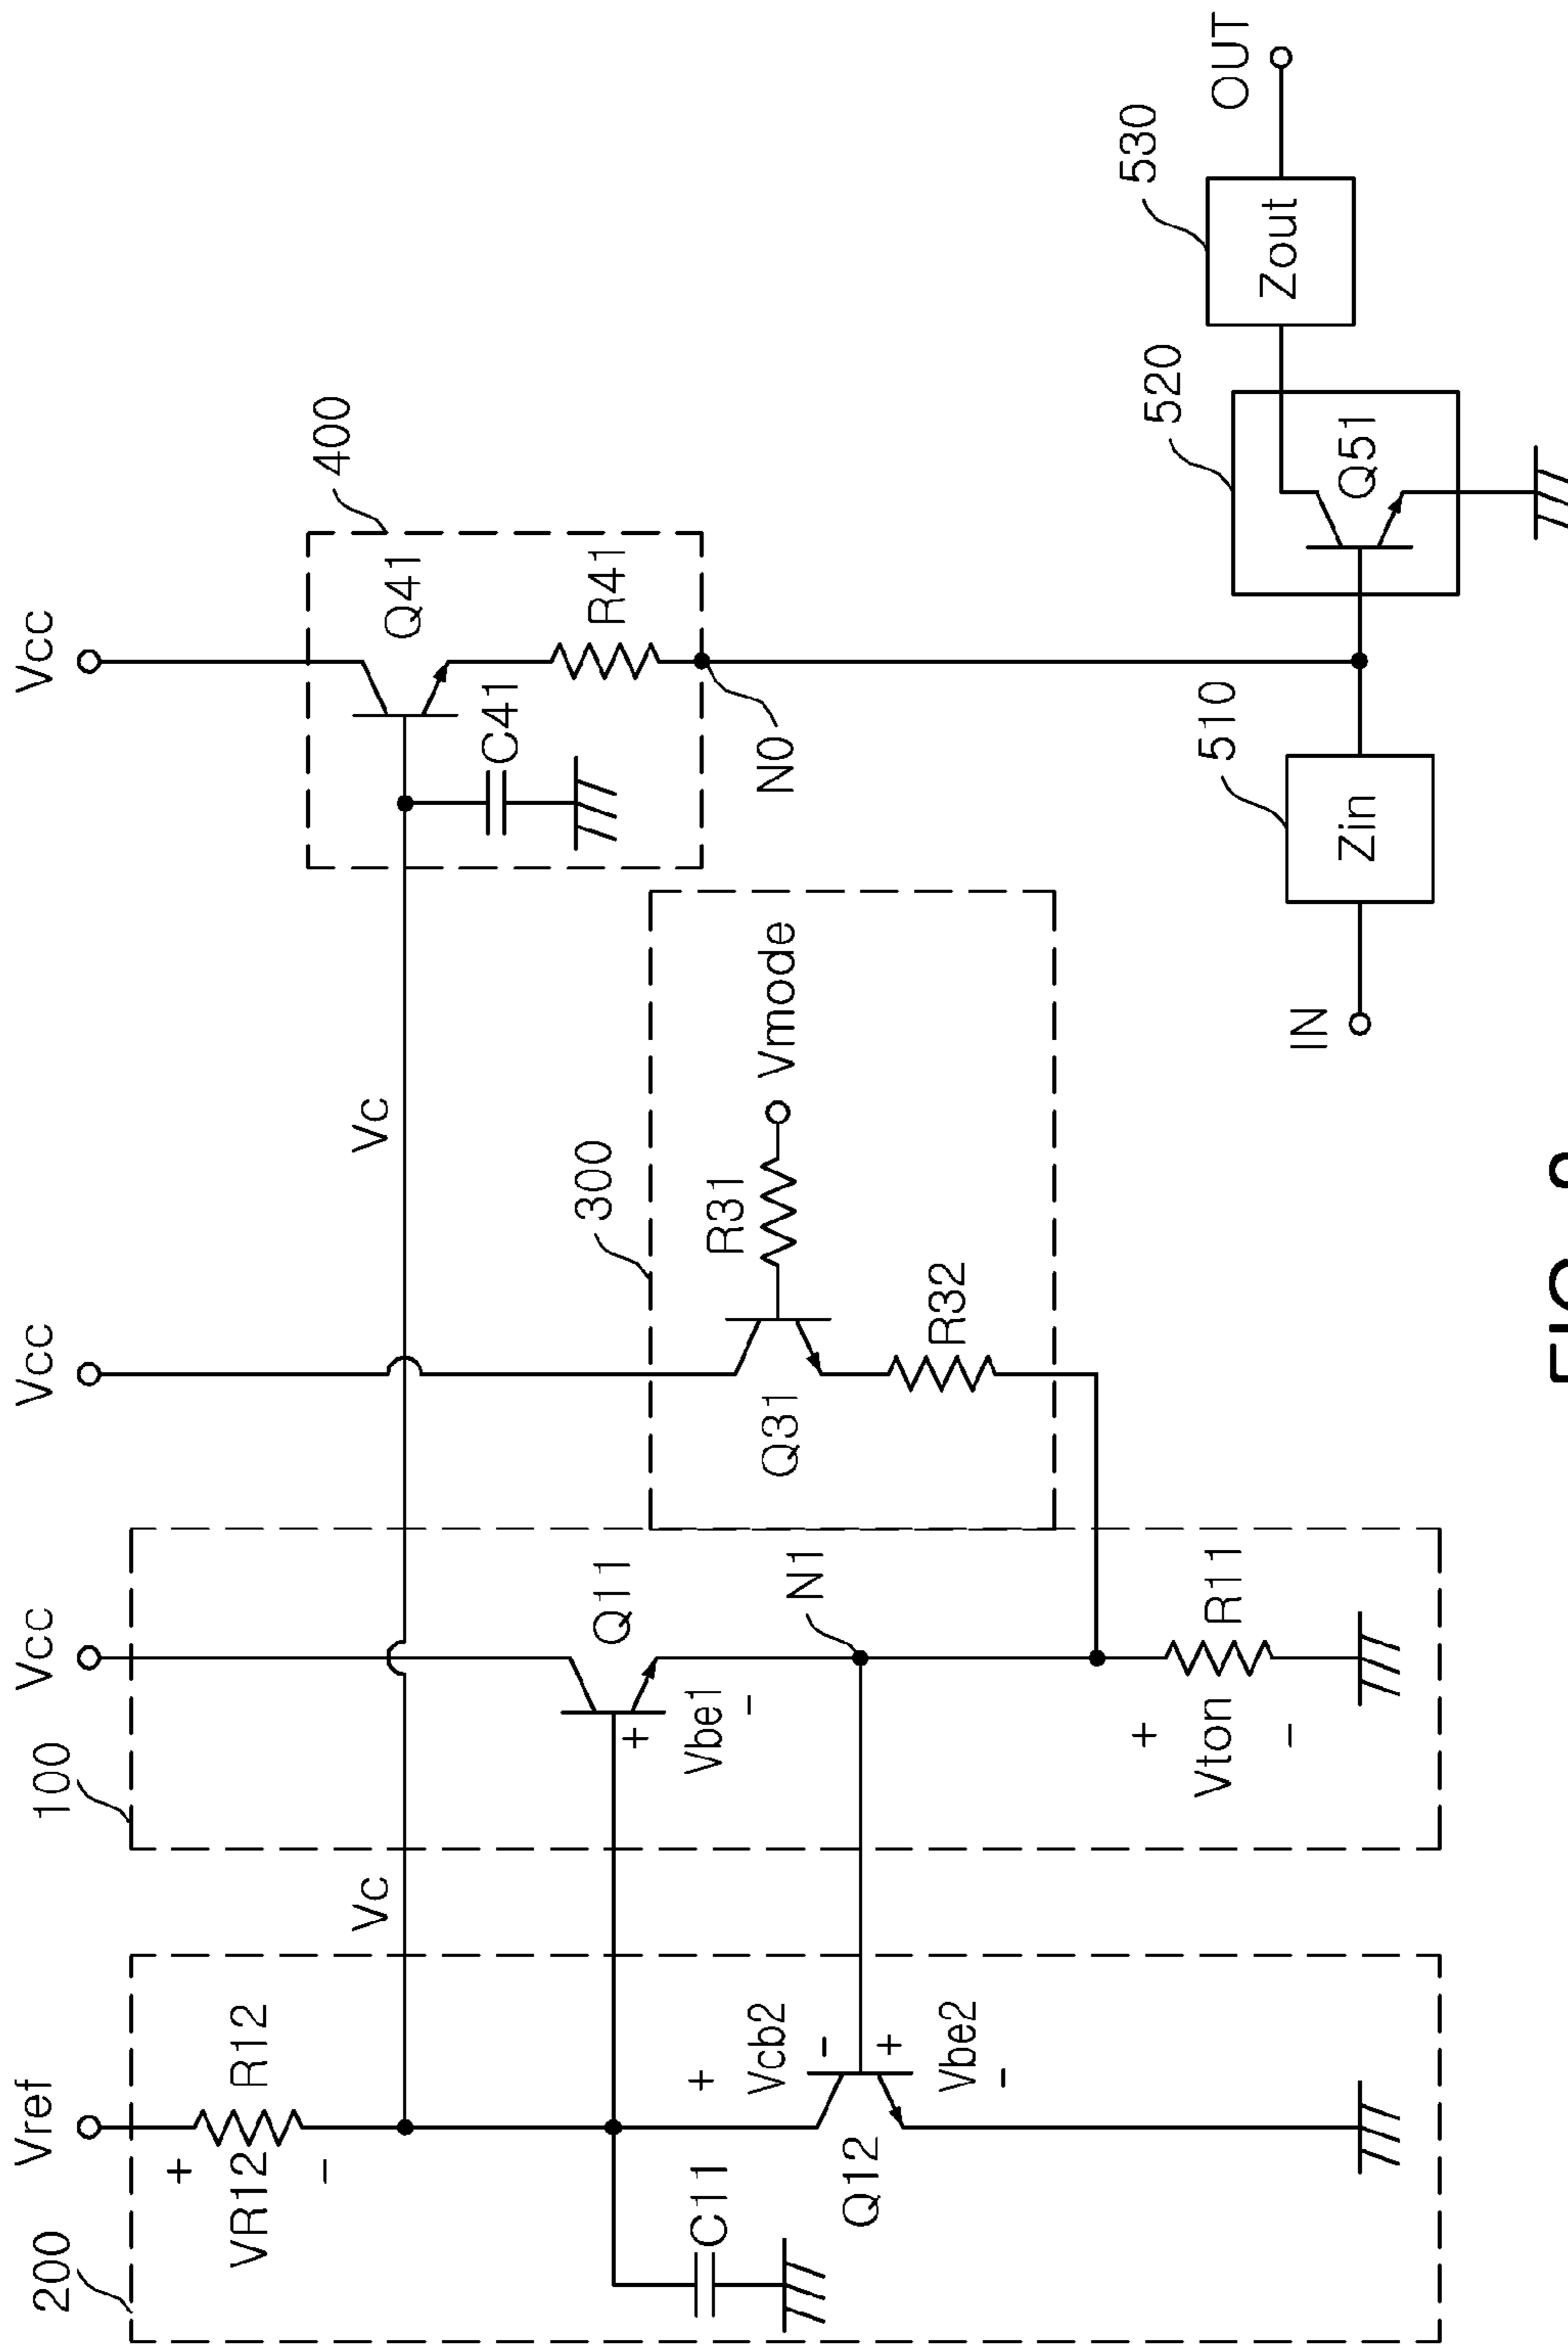 200
Vref
+
VR12
-
R12
Vc
C11
Q12
+
Vcb2
-
+
Vbe2
-
100
Vcc
Q11
+
Vbe1
-
N1
+
Vton
-
R11
Vcc
300
Q31
R31
Vmode
R32
Vc
Vcc
400
Q41
C41
R41
N0
IN
510
Zin
520
Q51
530
Zout
OUT